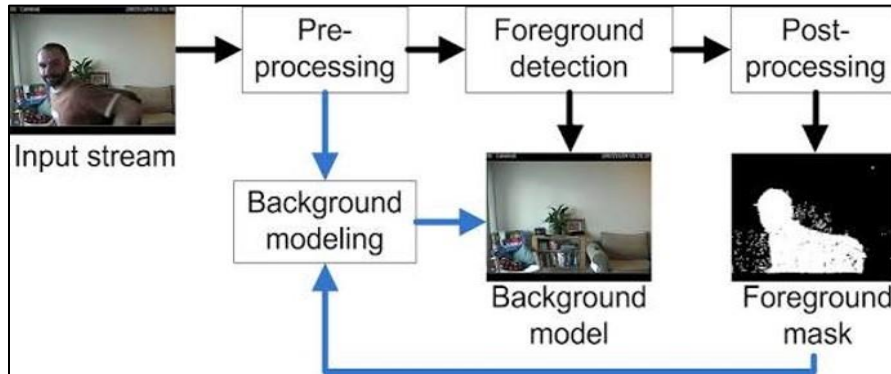 Pre-
processing
Foreground
detection
Post-
processing
Input stream
Background
modeling
Background
model
Foreground
mask